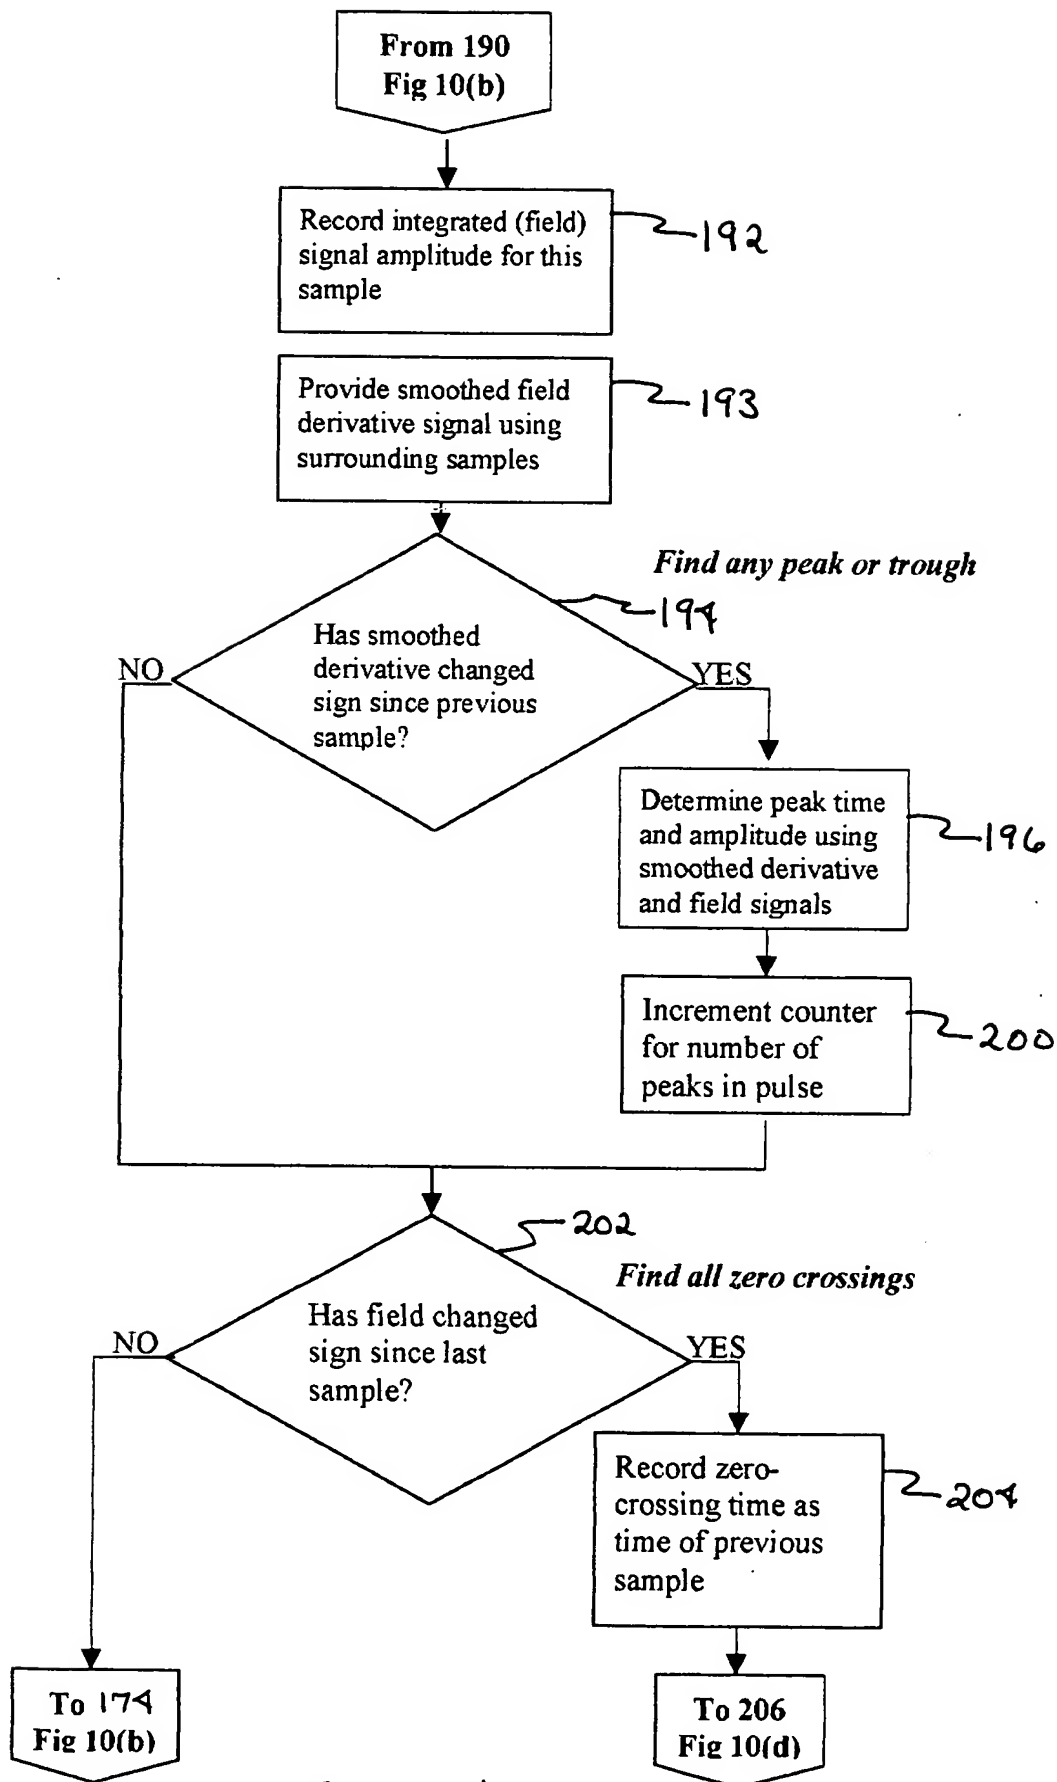 From 190
Fig 10(b)
Record integrated (field)
signal amplitude for this
sample
192
Provide smoothed field
derivative signal using
surrounding samples
193
Find any peak or trough
194
Has smoothed
derivative changed
sign since previous
sample?
NO
YES
Determine peak time
and amplitude using
smoothed derivative
and field signals
196
Increment counter
for number of
peaks in pulse
200
202
Find all zero crossings
Has field changed
sign since last
sample?
NO
YES
Record zero-
crossing time as
time of previous
sample
204
To 174
Fig 10(b)
To 206
Fig 10(d)